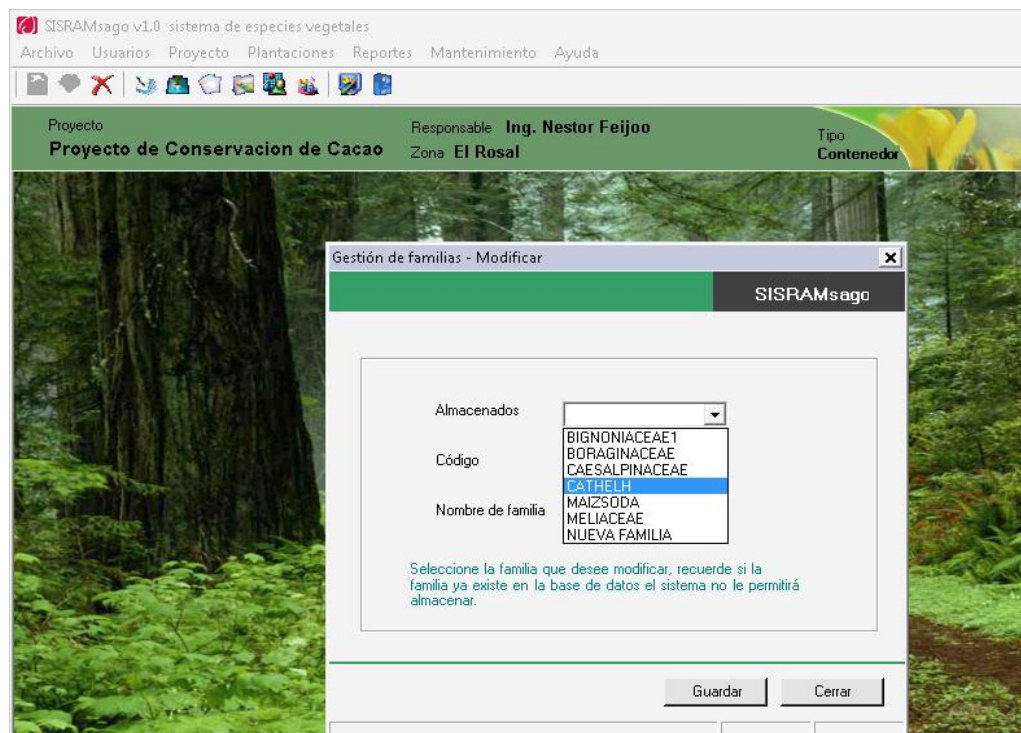 SISRAMsago v1.0 sistema de especies vegetales
Archivo Usuarios Proyecto Plantaciones Reportes Mantenimiento Ayuda
Proyecto Responsable Ing. Nestor Feijoo Tipo
Proyecto de Conservacion de Cacao Zona El Rosal Contenedor
Gestión de familias - Modificar
SISRAMsago
Almacenados
BIGNONIACEAE1
BORAGINACEAE
Código
CAESALPINACEAE
CATHELH
MAIZSODA
Nombre de familia
MELIACEAE
NUEVA FAMILIA
Seleccione la familia que desee modificar, recuerde si la
familia ya existe en la base de datos el sistema no le permitirá
almacenar.
Guardar Cerrar